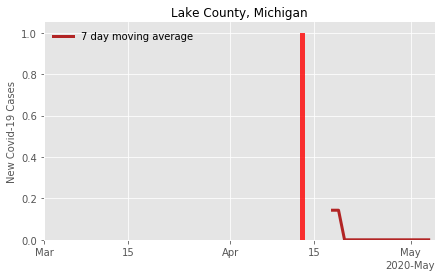 Lake County, Michigan
7 day moving average
New Covid-19 Cases
1.0
0.8
0.6
0.4
0.2
0.0
Mar 15 Apr 15 May
2020-May